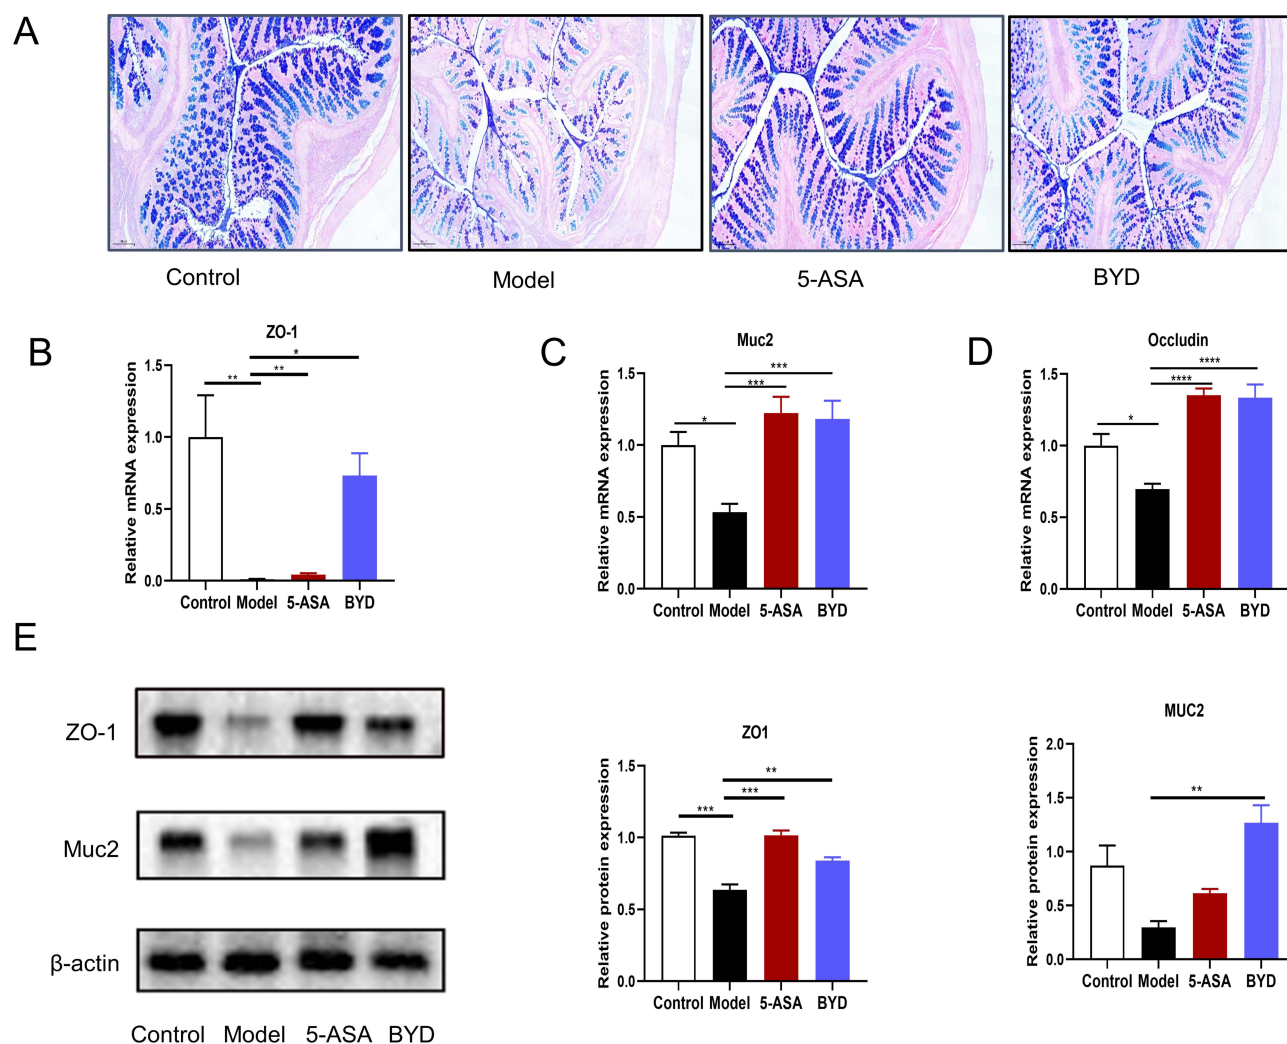 A
Control Model 5-ASA BYD
B
ZO-1
Relative mRNA expression
1.5
1.0
0.5
0.0
** ** *
Control Model 5-ASA BYD
C
Muc2
Relative mRNA expression
1.5
1.0
0.5
0.0
* *** ***
Control Model 5-ASA BYD
D
Occludin
Relative mRNA expression
1.5
1.0
0.5
0.0
* **** ****
Control Model 5-ASA BYD
E
ZO-1
Muc2
β-actin
Control Model 5-ASA BYD
ZO1
Relative protein expression
1.5
1.0
0.5
0.0
*** *** **
Control Model 5-ASA BYD
MUC2
Relative protein expression
2.0
1.5
1.0
0.5
0.0
**
Control Model 5-ASA BYD